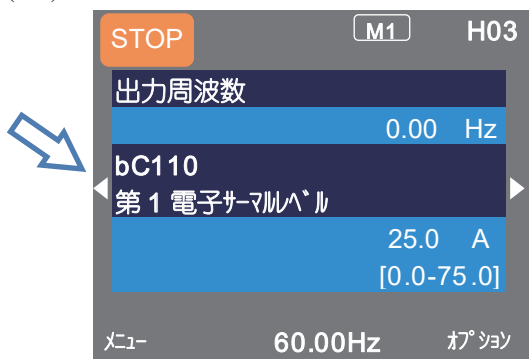 STOP M1 H03
出力周波数
0.00 Hz
bC110
第1電子ｻｰﾏﾙﾚﾍﾞﾙ
25.0 A
[0.0-75.0]
ﾒﾆｭｰ 60.00Hz ｵﾌﾟｼｮﾝ